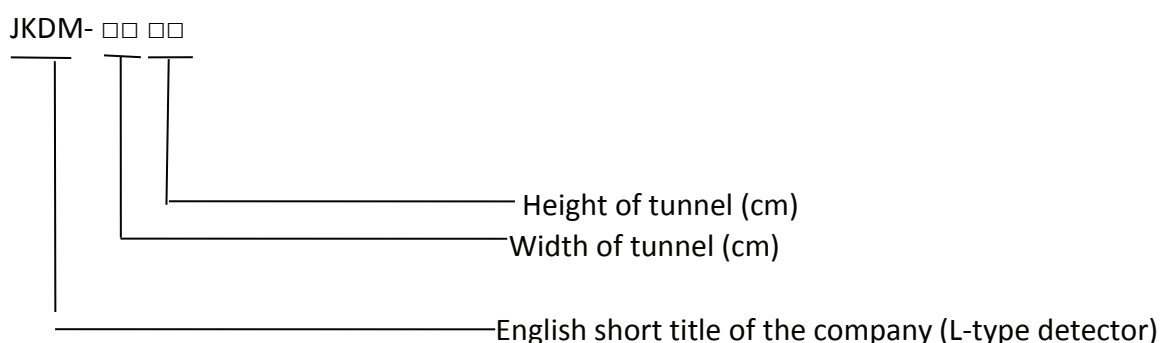 JKDM- □□ □□
Height of tunnel (cm)
Width of tunnel (cm)
English short title of the company (L-type detector)